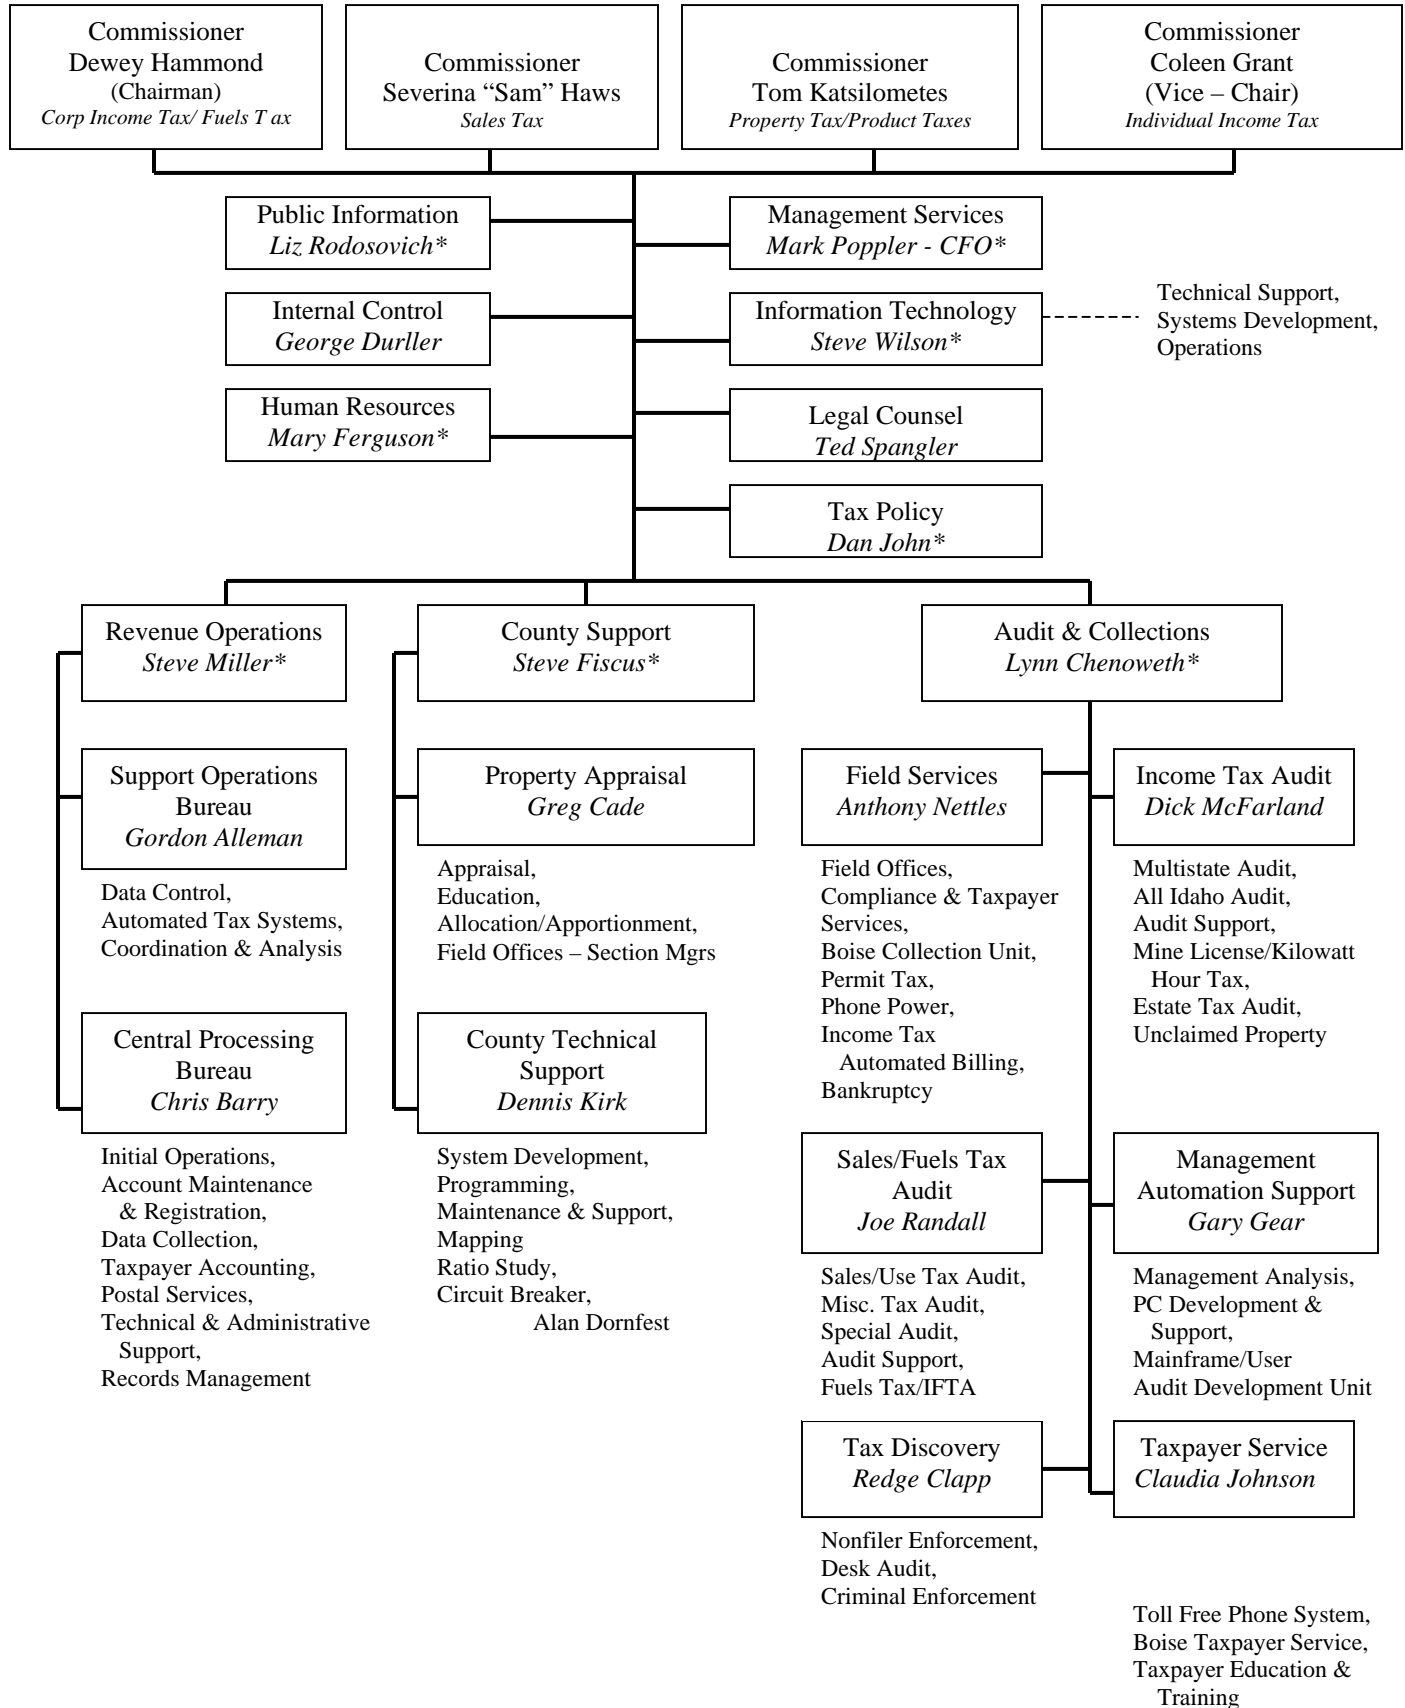 Commissioner
Dewey Hammond
(Chairman)
Corp Income Tax/ Fuels T ax
Commissioner
Severina “Sam” Haws
Sales Tax
Commissioner
Tom Katsilometes
Property Tax/Product Taxes
Commissioner
Coleen Grant
(Vice – Chair)
Individual Income Tax
Public Information
Liz Rodosovich*
Management Services
Mark Poppler - CFO*
Internal Control
George Durller
Information Technology
Steve Wilson*
Technical Support,
Systems Development,
Operations
Human Resources
Mary Ferguson*
Legal Counsel
Ted Spangler
Tax Policy
Dan John*
Revenue Operations
Steve Miller*
Support Operations
Bureau
Gordon Alleman
Data Control,
Automated Tax Systems,
Coordination & Analysis
Central Processing
Bureau
Chris Barry
Initial Operations,
Account Maintenance
& Registration,
Data Collection,
Taxpayer Accounting,
Postal Services,
Technical & Administrative
Support,
Records Management
County Support
Steve Fiscus*
Property Appraisal
Greg Cade
Appraisal,
Education,
Allocation/Apportionment,
Field Offices – Section Mgrs
County Technical
Support
Dennis Kirk
System Development,
Programming,
Maintenance & Support,
Mapping
Ratio Study,
Circuit Breaker,
Alan Dornfest
Audit & Collections
Lynn Chenoweth*
Field Services
Anthony Nettles
Field Offices,
Compliance & Taxpayer
Services,
Boise Collection Unit,
Permit Tax,
Phone Power,
Income Tax
Automated Billing,
Bankruptcy
Income Tax Audit
Dick McFarland
Multistate Audit,
All Idaho Audit,
Audit Support,
Mine License/Kilowatt
Hour Tax,
Estate Tax Audit,
Unclaimed Property
Sales/Fuels Tax
Audit
Joe Randall
Sales/Use Tax Audit,
Misc. Tax Audit,
Special Audit,
Audit Support,
Fuels Tax/IFTA
Management
Automation Support
Gary Gear
Management Analysis,
PC Development &
Support,
Mainframe/User
Audit Development Unit
Tax Discovery
Redge Clapp
Nonfiler Enforcement,
Desk Audit,
Criminal Enforcement
Taxpayer Service
Claudia Johnson
Toll Free Phone System,
Boise Taxpayer Service,
Taxpayer Education &
Training